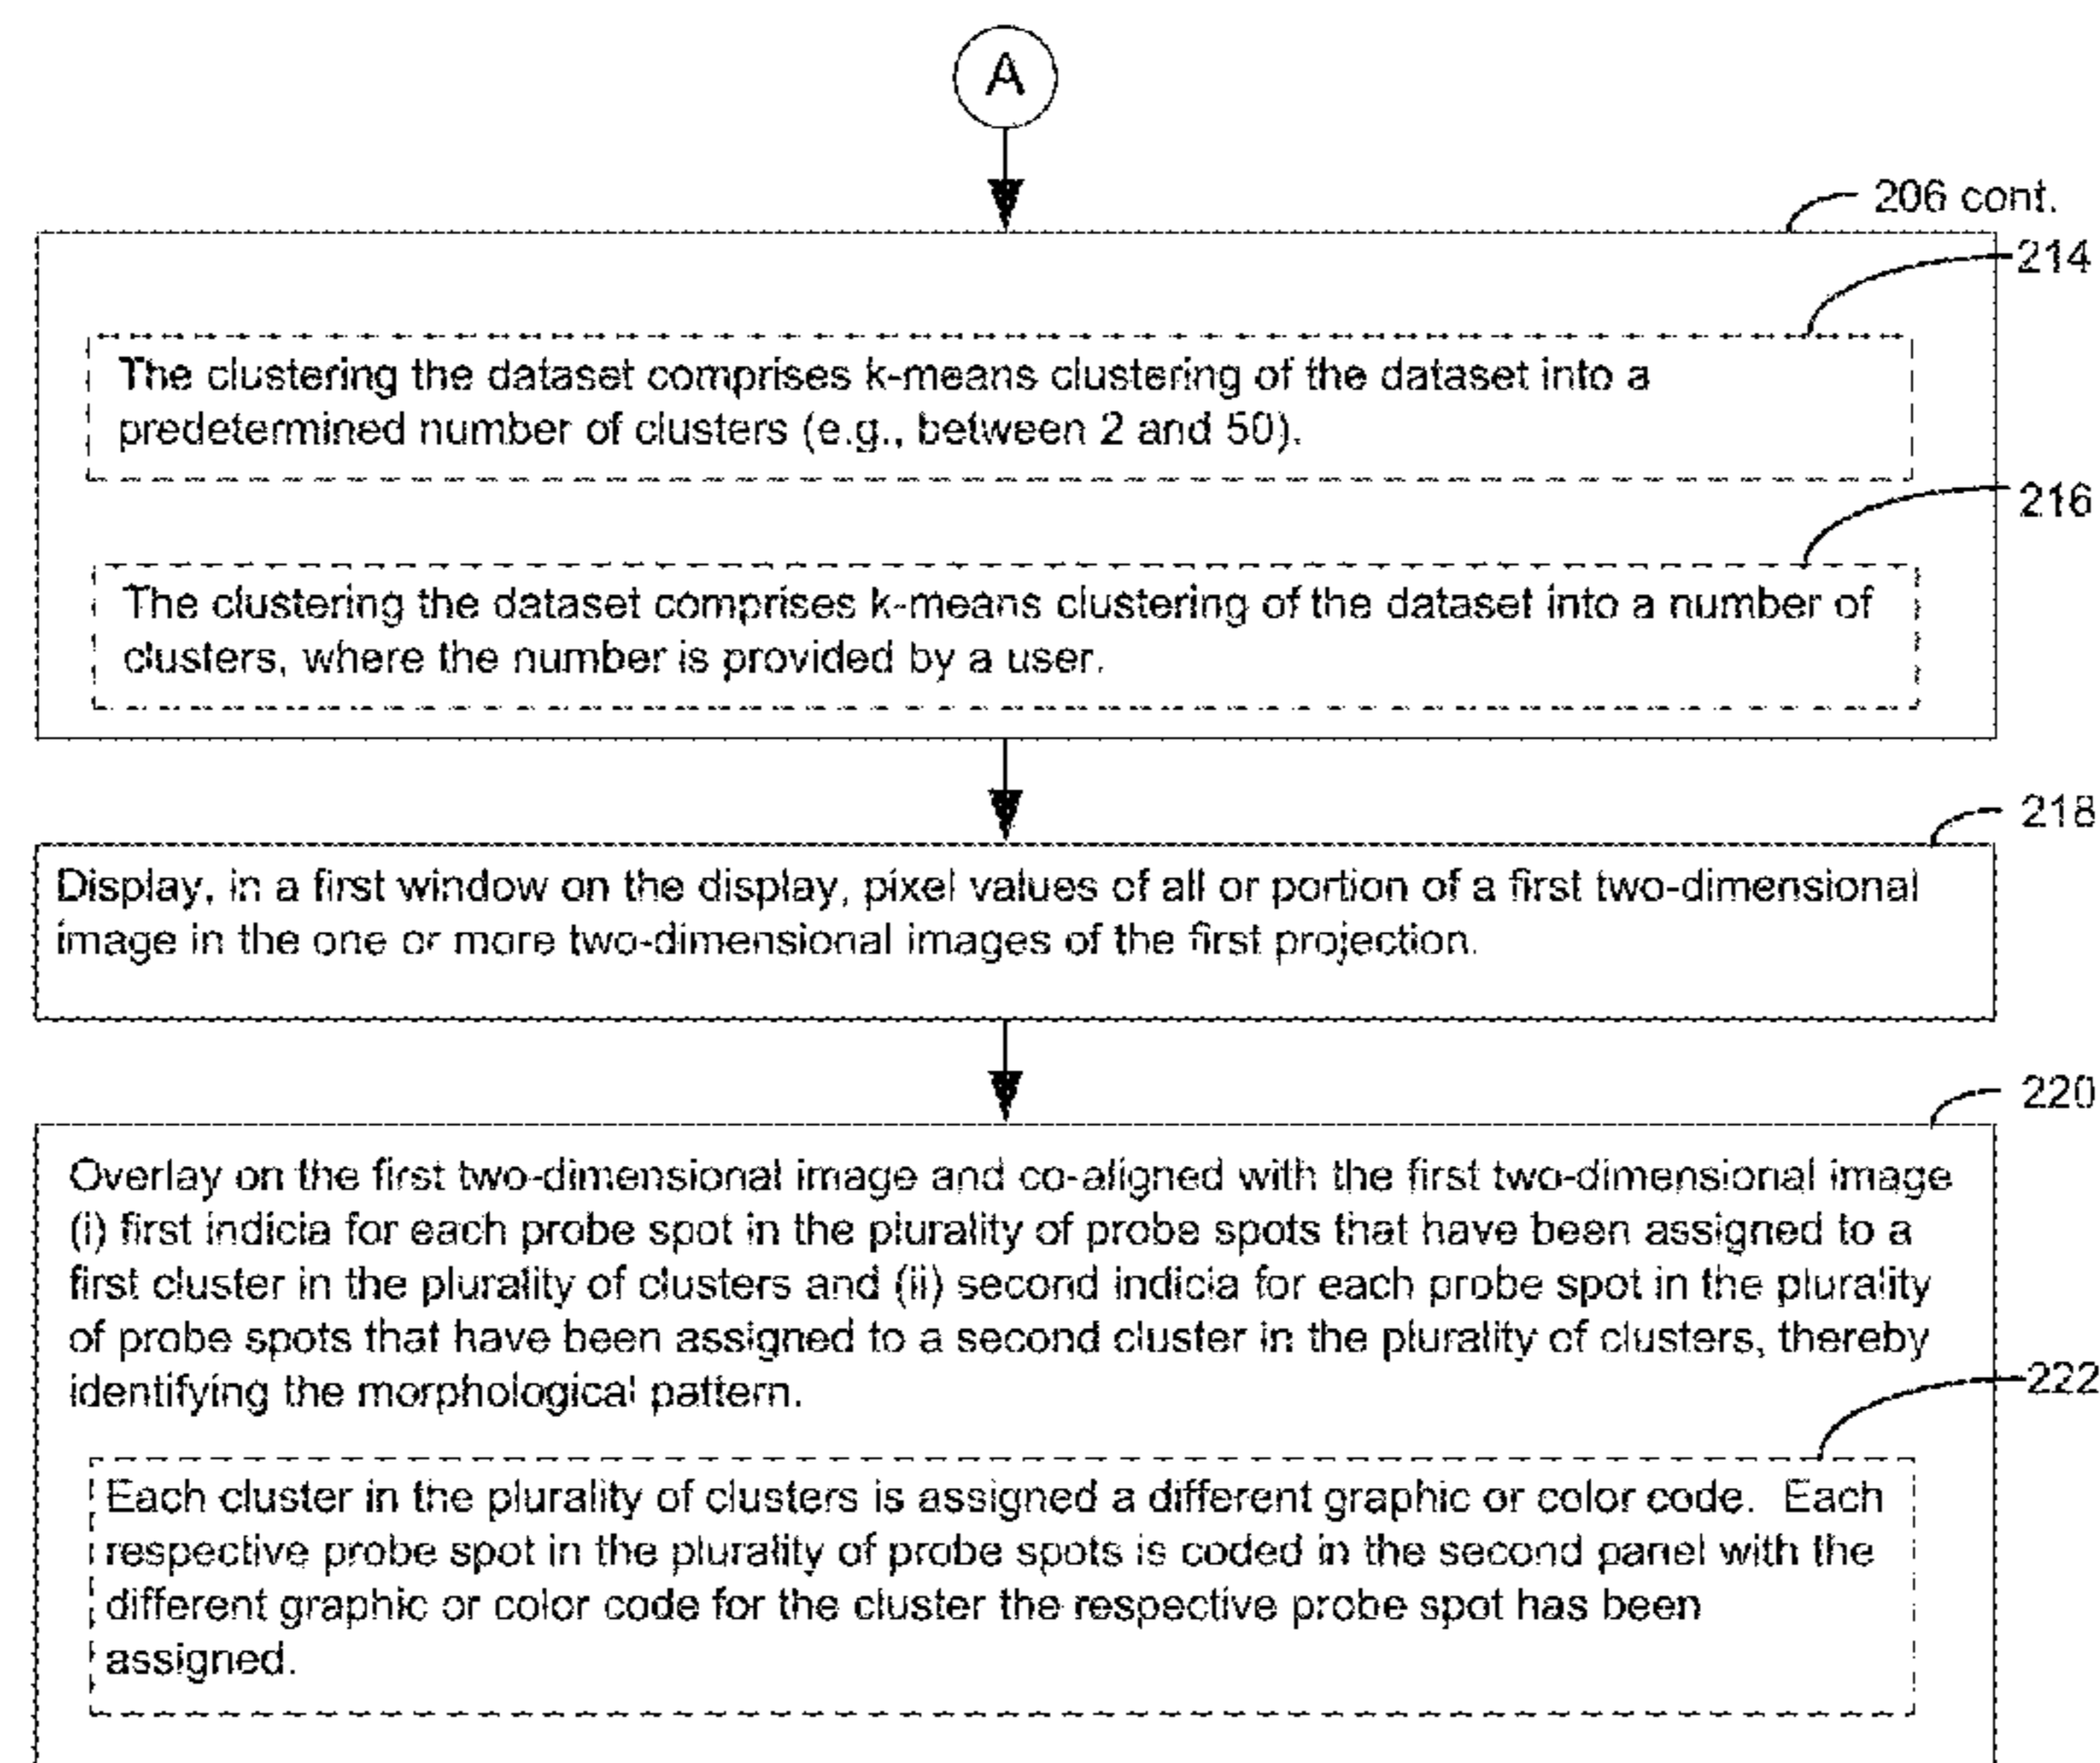 A
206 cont.
214
The clustering the dataset comprises k-means clustering of the dataset into a
predetermined number of clusters (e.g., between 2 and 50).
216
The clustering the dataset comprises k-means clustering of the dataset into a number of
clusters, where the number is provided by a user.
218
Display, in a first window on the display, pixel values of all or portion of a first two-dimensional
image in the one or more two-dimensional images of the first projection.
220
Overlay on the first two-dimensional image and co-aligned with the first two-dimensional image
(i) first indicia for each probe spot in the plurality of probe spots that have been assigned to a
first cluster in the plurality of clusters and (ii) second indicia for each probe spot in the plurality
of probe spots that have been assigned to a second cluster in the plurality of clusters, thereby
identifying the morphological pattern.
222
Each cluster in the plurality of clusters is assigned a different graphic or color code.  Each
respective probe spot in the plurality of probe spots is coded in the second panel with the
different graphic or color code for the cluster the respective probe spot has been
assigned.